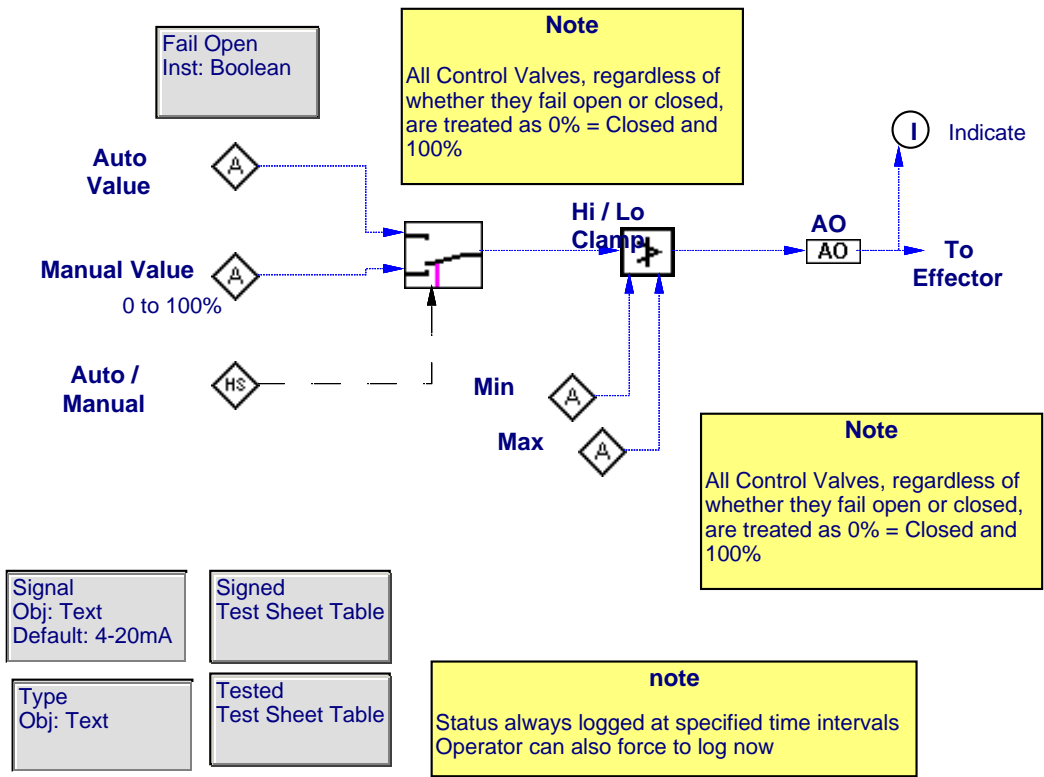 Fail Open
Inst: Boolean
Note
All Control Valves, regardless of
whether they fail open or closed,
are treated as 0% = Closed and
100%
I
Indicate
Auto
Value
A
Hi / Lo
Clamp
AO
AO
To
Effector
Manual Value
0 to 100%
A
Auto /
Manual
HS
Min
A
Max
A
Note
All Control Valves, regardless of
whether they fail open or closed,
are treated as 0% = Closed and
100%
Signal
Obj: Text
Default: 4-20mA
Signed
Test Sheet Table
Type
Obj: Text
Tested
Test Sheet Table
note
Status always logged at specified time intervals
Operator can also force to log now